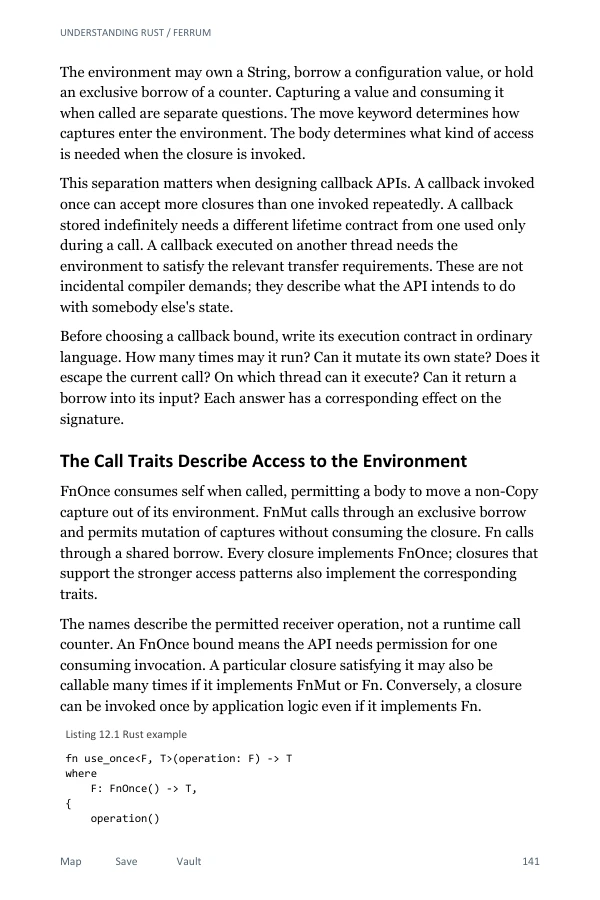 UNDERSTANDING RUST / FERRUM
The environment may own a String, borrow a configuration value, or hold
an exclusive borrow of a counter. Capturing a value and consuming it
when called are separate questions. The move keyword determines how
captures enter the environment. The body determines what kind of access
is needed when the closure is invoked.
This separation matters when designing callback APIs. A callback invoked
once can accept more closures than one invoked repeatedly. A callback
stored indefinitely needs a different lifetime contract from one used only
during a call. A callback executed on another thread needs the
environment to satisfy the relevant transfer requirements. These are not
incidental compiler demands; they describe what the API intends to do
with somebody else's state.
Before choosing a callback bound, write its execution contract in ordinary
language. How many times may it run? Can it mutate its own state? Does it
escape the current call? On which thread can it execute? Can it return a
borrow into its input? Each answer has a corresponding effect on the
signature.
The Call Traits Describe Access to the Environment
FnOnce consumes self when called, permitting a body to move a non-Copy
capture out of its environment. FnMut calls through an exclusive borrow
and permits mutation of captures without consuming the closure. Fn calls
through a shared borrow. Every closure implements FnOnce; closures that
support the stronger access patterns also implement the corresponding
traits.
The names describe the permitted receiver operation, not a runtime call
counter. An FnOnce bound means the API needs permission for one
consuming invocation. A particular closure satisfying it may also be
callable many times if it implements FnMut or Fn. Conversely, a closure
can be invoked once by application logic even if it implements Fn.
Listing 12.1 Rust example
fn use_once<F, T>(operation: F) -> T
where
    F: FnOnce() -> T,
{
    operation()
Map Save Vault 141